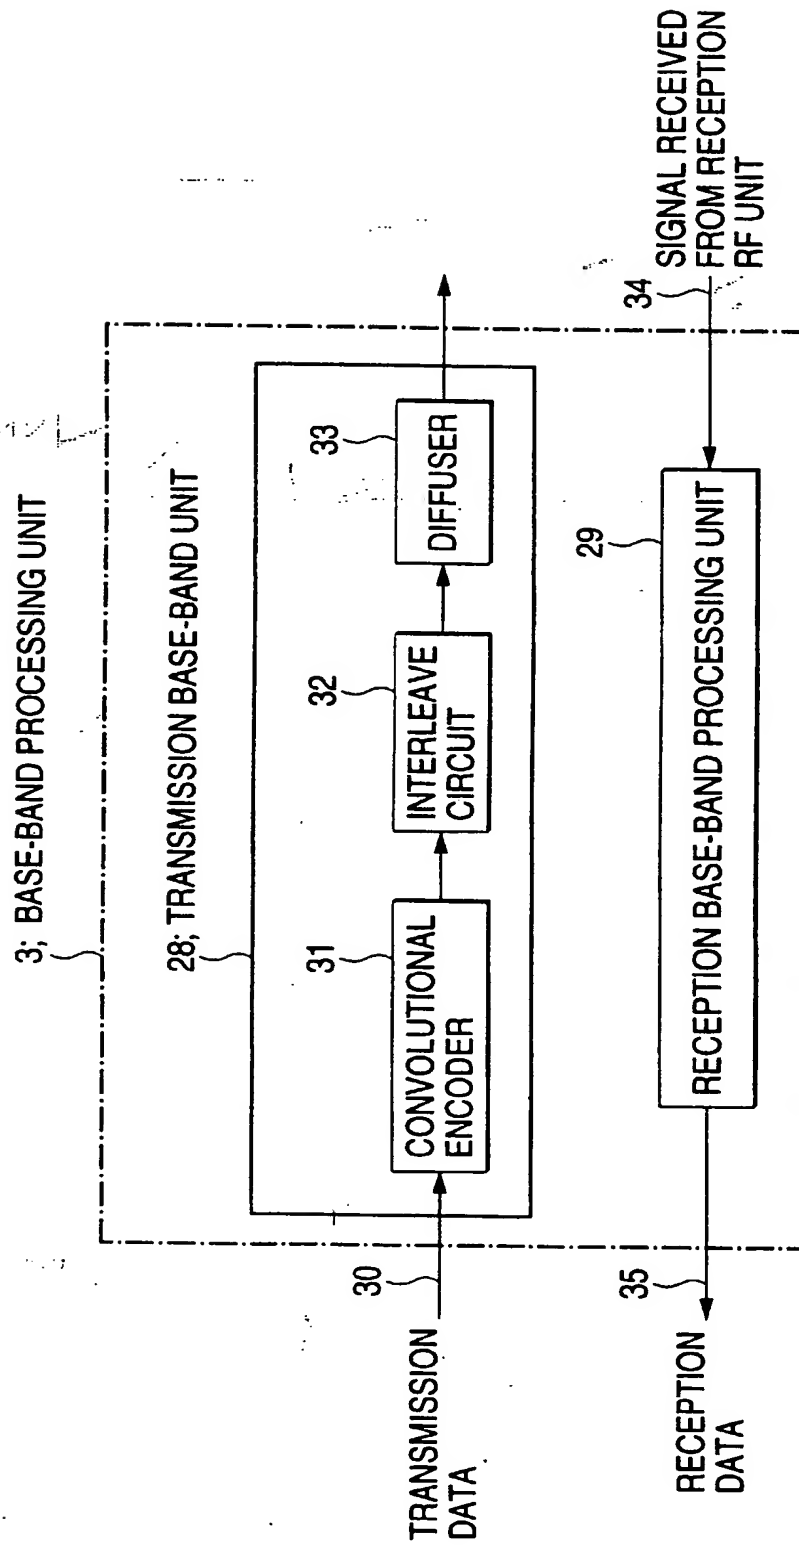 3; BASE-BAND PROCESSING UNIT
28; TRANSMISSION BASE-BAND UNIT
TRANSMISSION
DATA
30
31
CONVOLUTIONAL
ENCODER
32
INTERLEAVE
CIRCUIT
33
DIFFUSER
RECEPTION
DATA
35
29
RECEPTION BASE-BAND PROCESSING UNIT
34
SIGNAL RECEIVED
FROM RECEPTION
RF UNIT